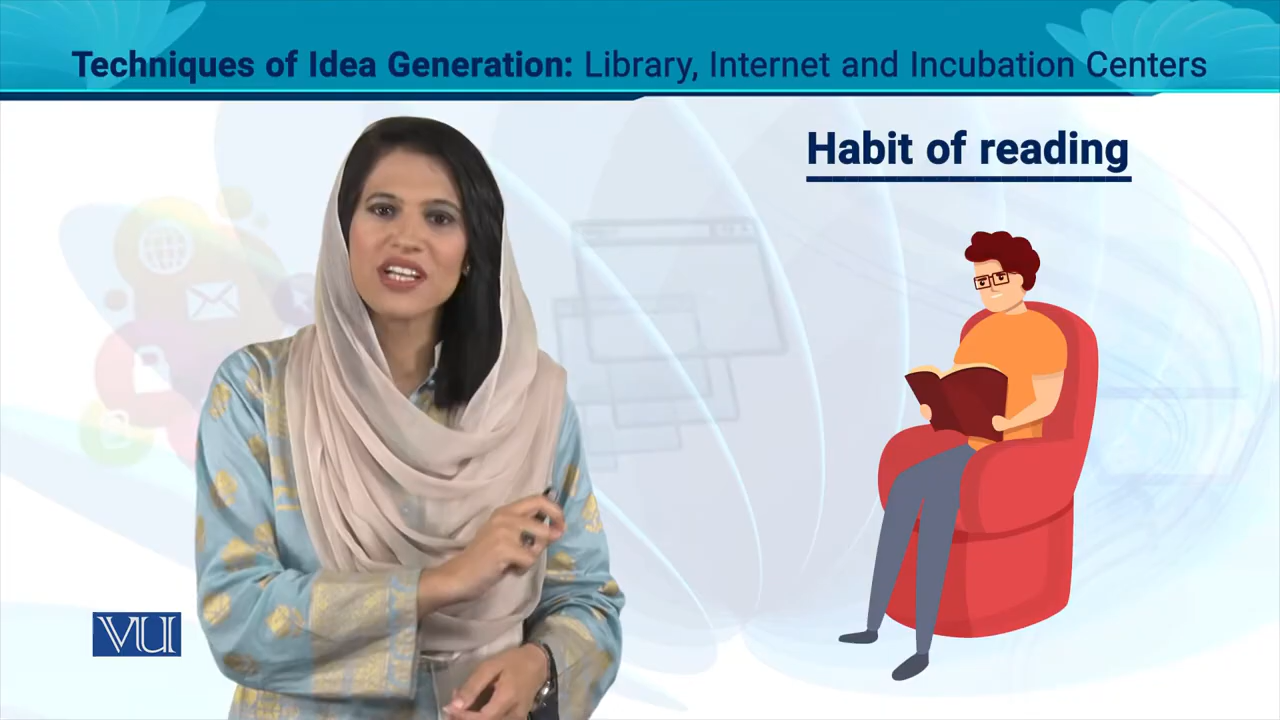 Techniques of Idea Generation: Library, Internet and Incubation Centers
Habit of reading
VU